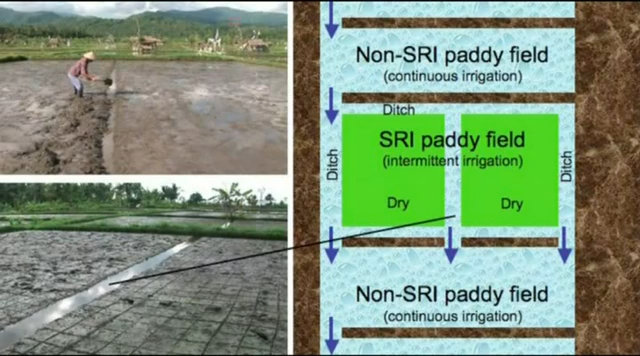 Non-SRI paddy field
(continuous irrigation)
Ditch
SRI paddy field
(intermittent irrigation)
Ditch
Ditch
Dry
Dry
Non-SRI paddy field
(continuous irrigation)